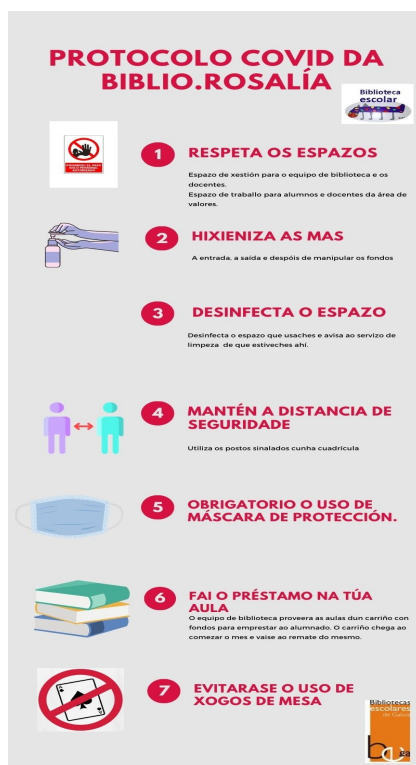 PROTOCOLO COVID DA
BIBLIO.ROSALÍA
Biblioteca
escolar
1
RESPETA OS ESPAZOS
Espazo de xestión para o equipo de biblioteca e os
docentes.
Espazo de traballo para alumnos e docentes da área de
valores.
2
HIXIENIZA AS MAS
A entrada, a saída e despóis de manipular os fondos
3
DESINFECTA O ESPAZO
Desinfecta o espazo que usaches e avisa ao servizo de
limpeza de que estiveches ahí.
4
MANTÉN A DISTANCIA DE
SEGURIDADE
Utiliza os postos sinalados cunha cuadrícula
5
OBRIGATORIO O USO DE
MÁSCARA DE PROTECCIÓN.
6
FAI O PRÉSTAMO NA TÚA
AULA
O equipo de biblioteca proveera as aulas dun carriño con
fondos para emprestar ao alumnado. O carriño chega ao
comezar o mes e vaise ao remate do mesmo.
7
EVITARASE O USO DE
XOGOS DE MESA
Bibliotecas
escolares
de Galicia